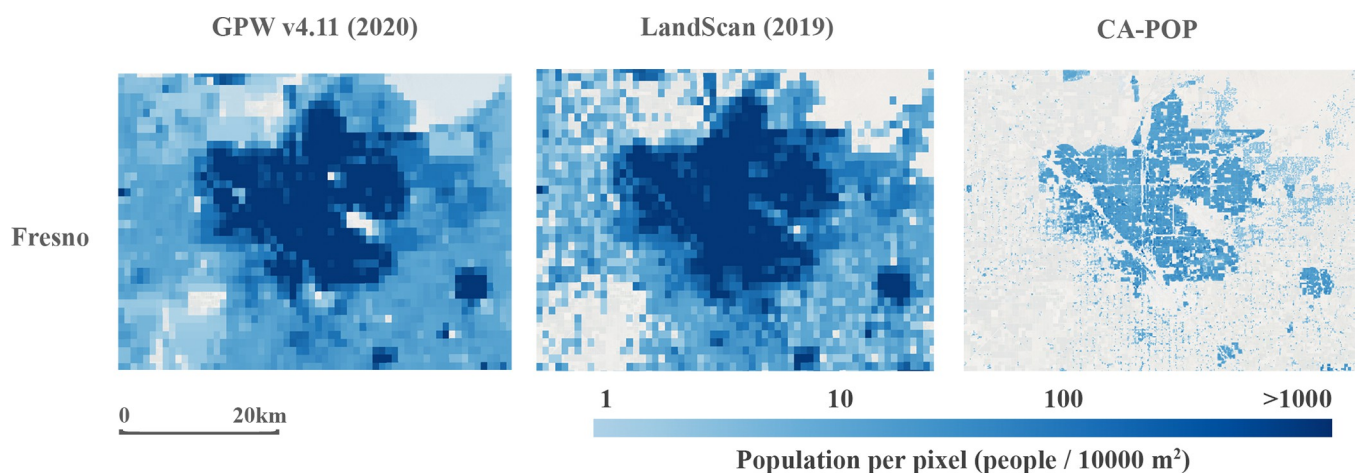 GPW v4.11 (2020) LandScan (2019) CA-POP
Fresno
0 20km
1 10 100 >1000
Population per pixel (people / 10000 m²)